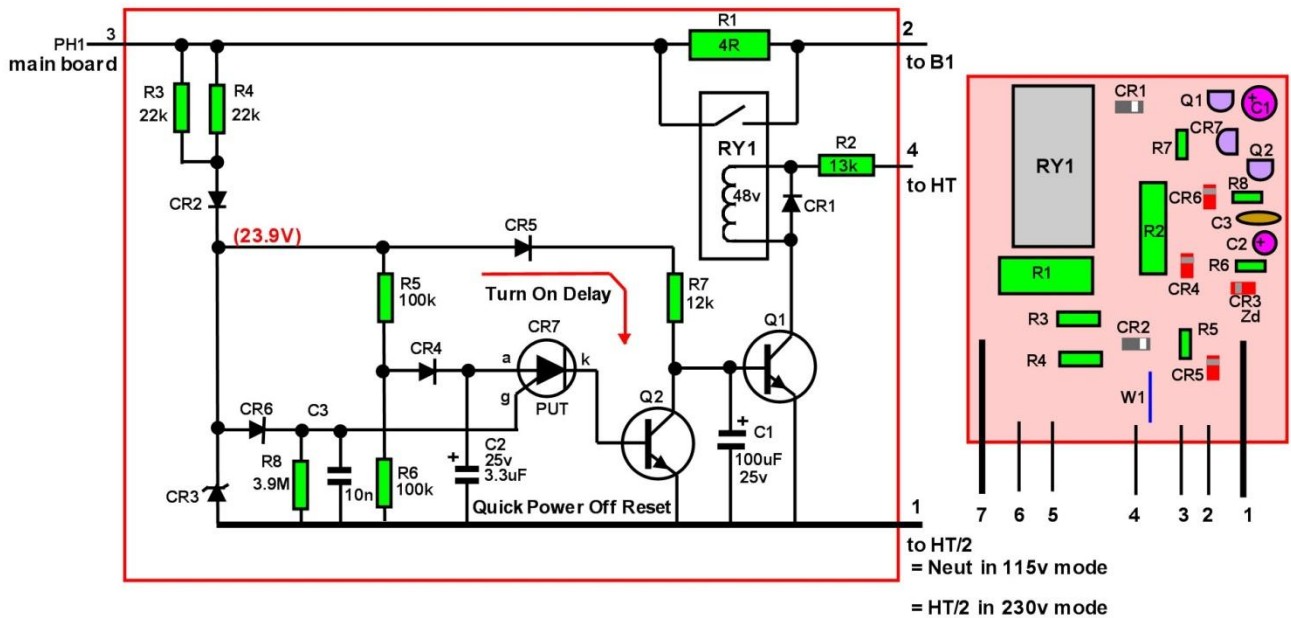 R1
4R
3
PH1
main board
2
to B1
R3
22k
R4
22k
RY1
48v
R2
13k
4
to HT
CR1
CR2
(23.9V)
CR5
R5
100k
Turn On Delay
R7
12k
Q1
CR4
CR7
a
k
g
PUT
Q2
CR6
C3
R8
3.9M
10n
R6
100k
C2
25v
3.3uF
+
+
C1
100uF
25v
CR3
Quick Power Off Reset
1
to HT/2
= Neut in 115v mode
= HT/2 in 230v mode
CR1
Q1
+
C1
RY1
R7
CR7
Q2
CR6
R8
R2
C3
C2
+
R1
CR4
R6
CR3
Zd
R3
CR2
R5
R4
CR5
W1
7
6
5
4
3
2
1